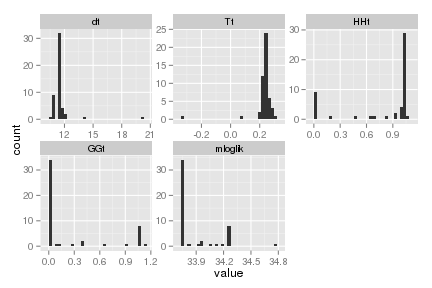 dt Tt HHt
30 20 10 0
25 20 15 10 5 0
30 20 10 0
12 15 18 21
-0.2 0.0 0.2
0.0 0.3 0.6 0.9
count
GGt mloglik
30 20 10 0
30 20 10 0
0.0 0.3 0.6 0.9 1.2
33.9 34.2 34.5 34.8
value